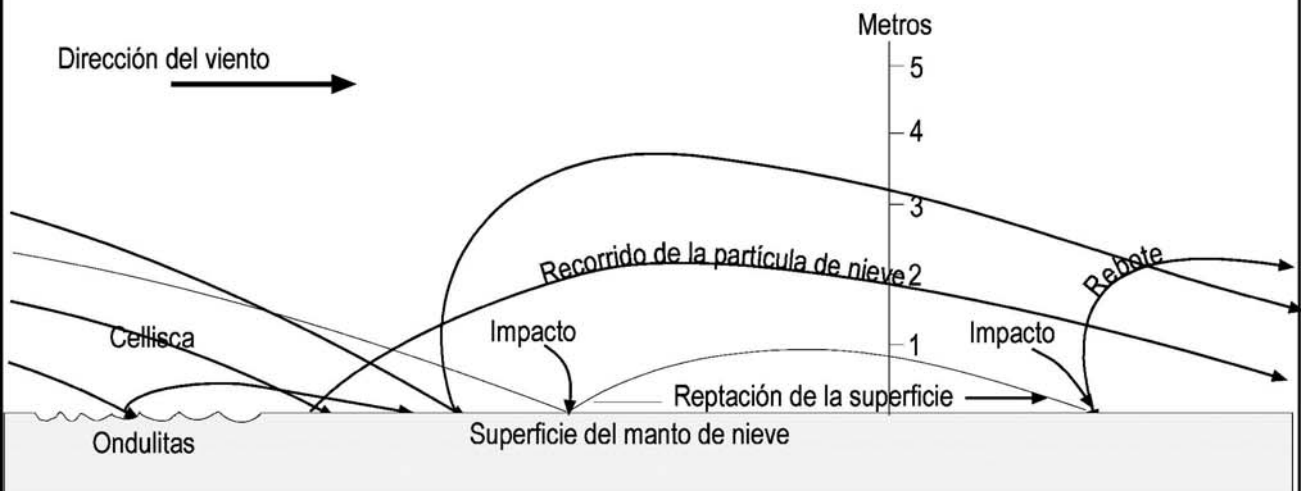 Metros
Dirección del viento
5
4
3
Recorrido de la partícula de nieve
2
Rebote
Cellisca
Impacto
Impacto
1
Reptación de la superficie
Ondulitas
Superficie del manto de nieve